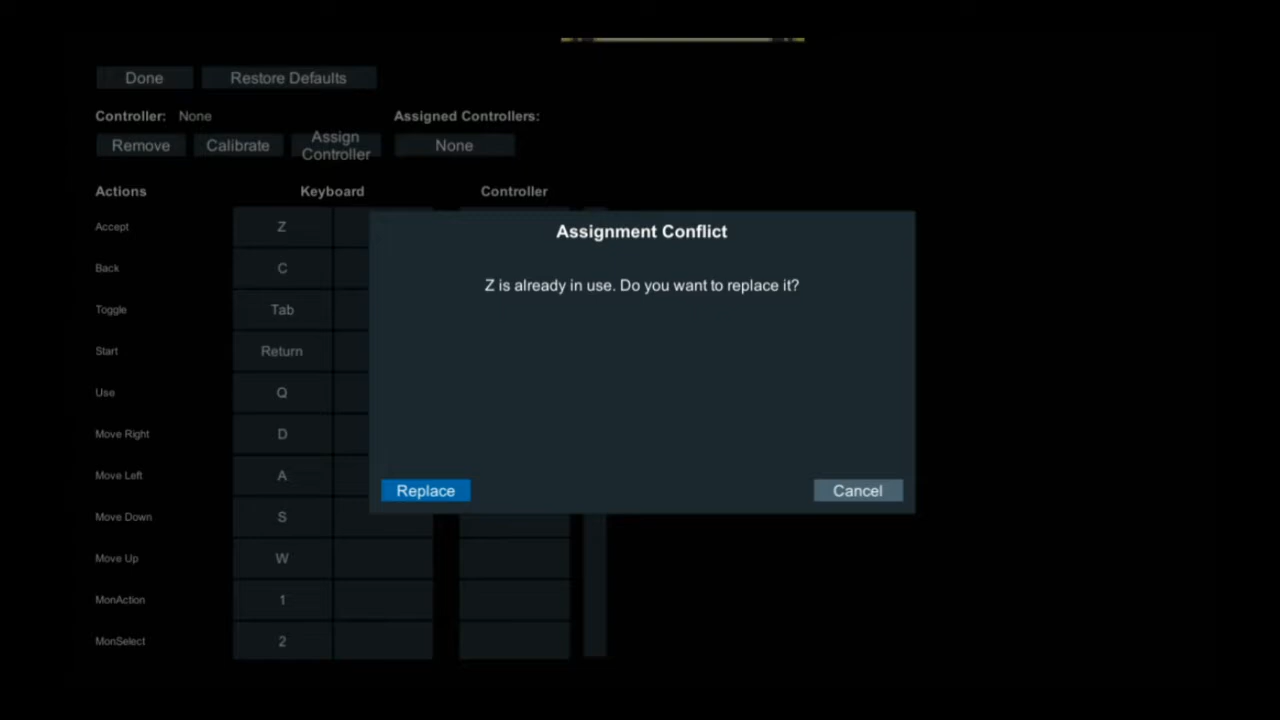 Done
Restore Defaults
Controller: None
Assigned Controllers:
Remove
Calibrate
Assign
Controller
None
Actions
Keyboard
Controller
Accept
Z
Back
C
Toggle
Tab
Start
Return
Use
Q
Move Right
D
Move Left
A
Move Down
S
Move Up
W
MonAction
1
MonSelect
2
Assignment Conflict
Z is already in use. Do you want to replace it?
Replace
Cancel